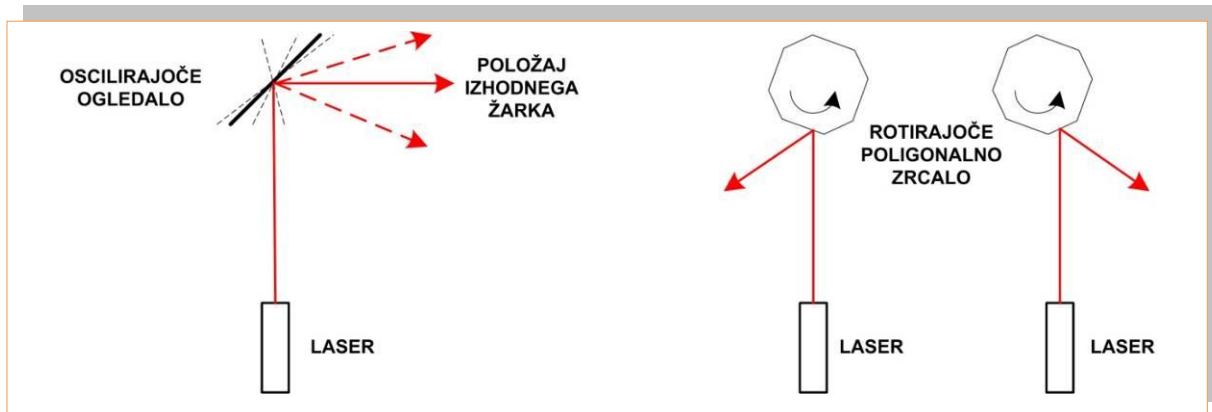 OSCILIRAJOČE
OGLEDALO
POLOŽAJ
IZHODNEGA
ŽARKA
LASER
ROTIRAJOČE
POLIGONALNO
ZRCALO
LASER
LASER